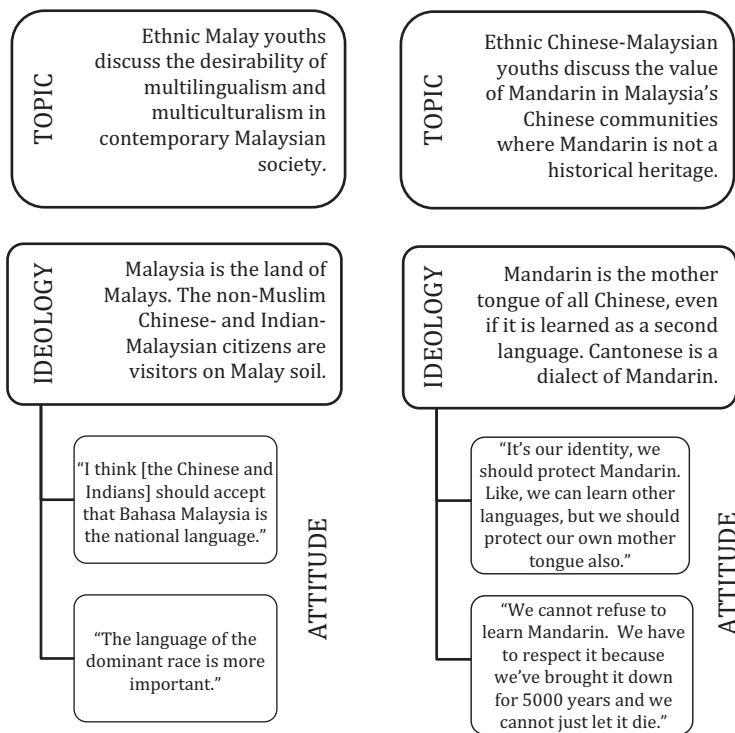 TOPIC
Ethnic Malay youths
discuss the desirability of
multilingualism and
multiculturalism in
contemporary Malaysian
society.
IDEOLOGY
Malaysia is the land of
Malays. The non-Muslim
Chinese- and Indian-
Malaysian citizens are
visitors on Malay soil.
“I think [the Chinese and
Indians] should accept
that Bahasa Malaysia is
the national language.”
“The language of the
dominant race is more
important.”
ATTITUDE
TOPIC
Ethnic Chinese-Malaysian
youths discuss the value
of Mandarin in Malaysia’s
Chinese communities
where Mandarin is not a
historical heritage.
IDEOLOGY
Mandarin is the mother
tongue of all Chinese, even
if it is learned as a second
language. Cantonese is a
dialect of Mandarin.
“It’s our identity, we
should protect Mandarin.
Like, we can learn other
languages, but we should
protect our own mother
tongue also.”
“We cannot refuse to
learn Mandarin. We have
to respect it because
we’ve brought it down
for 5000 years and we
cannot just let it die.”
ATTITUDE